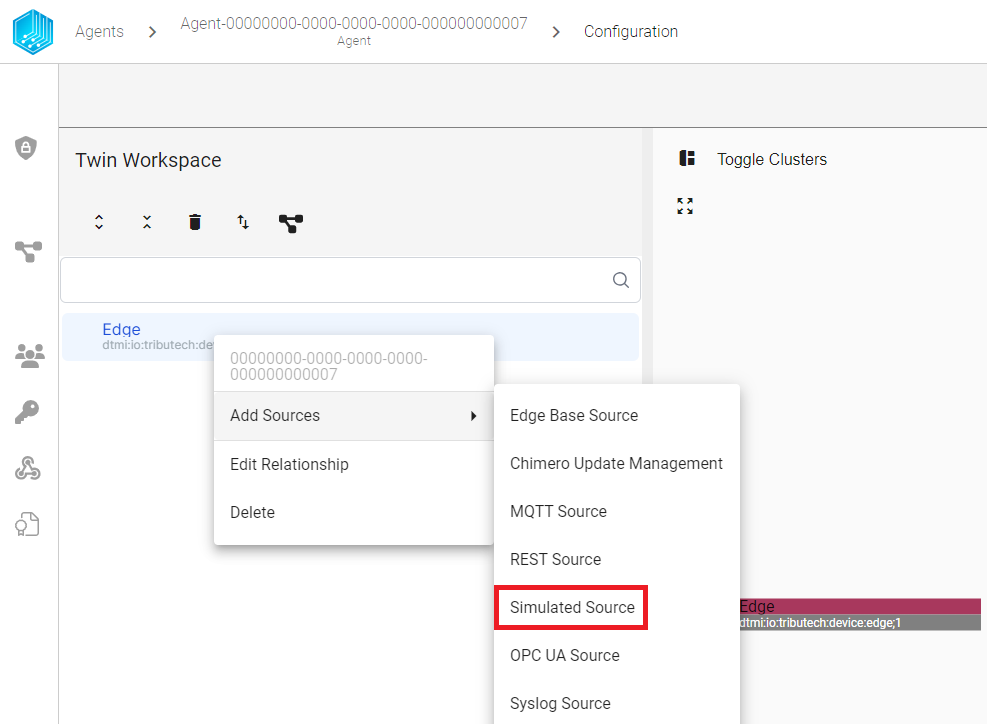 Agents
Agent-00000000-0000-0000-0000-000000000007
Agent
Configuration
Twin Workspace
Toggle Clusters
Edge
dtmi:io:tributech:de
00000000-0000-0000-0000-
000000000007
Add Sources
Edit Relationship
Delete
Edge Base Source
Chimero Update Management
MQTT Source
REST Source
Simulated Source
OPC UA Source
Syslog Source
Edge
dtmi:io:tributech:device:edge;1